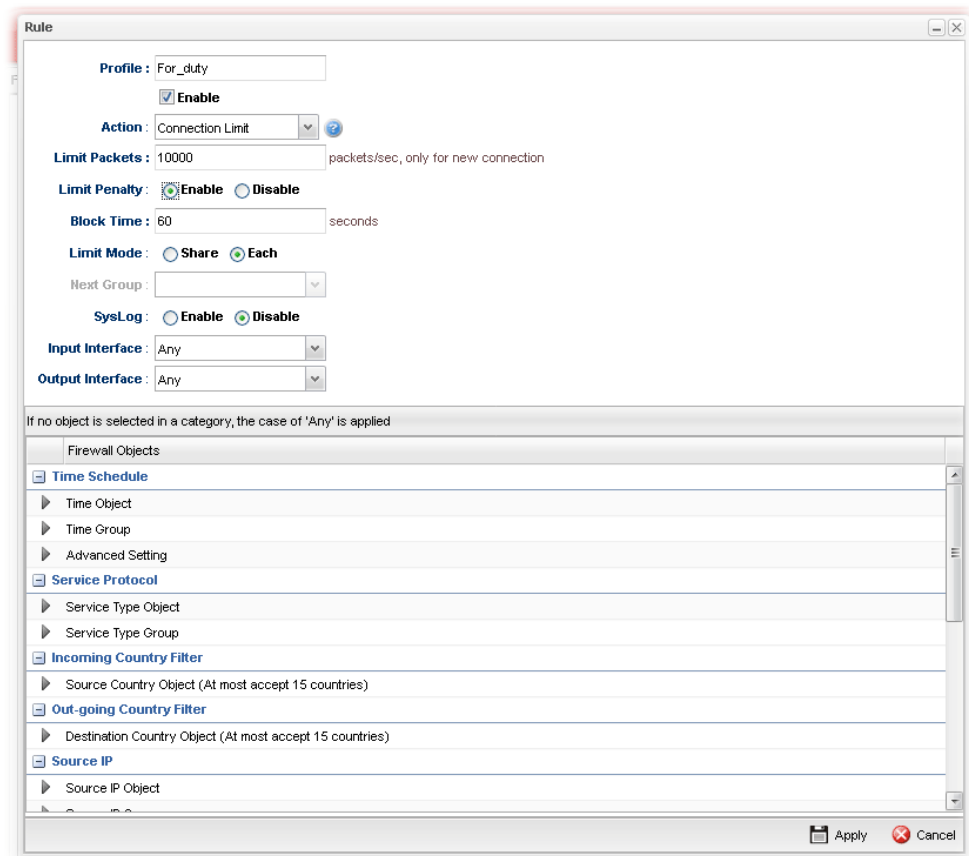 Rule
Profile : For_duty
Enable
Action : Connection Limit
Limit Packets : 10000 packets/sec, only for new connection
Limit Penalty : Enable Disable
Block Time : 60 seconds
Limit Mode : Share Each
Next Group :
SysLog : Enable Disable
Input Interface : Any
Output Interface : Any
If no object is selected in a category, the case of 'Any' is applied
Firewall Objects
Time Schedule
Time Object
Time Group
Advanced Setting
Service Protocol
Service Type Object
Service Type Group
Incoming Country Filter
Source Country Object (At most accept 15 countries)
Out-going Country Filter
Destination Country Object (At most accept 15 countries)
Source IP
Source IP Object
Apply Cancel